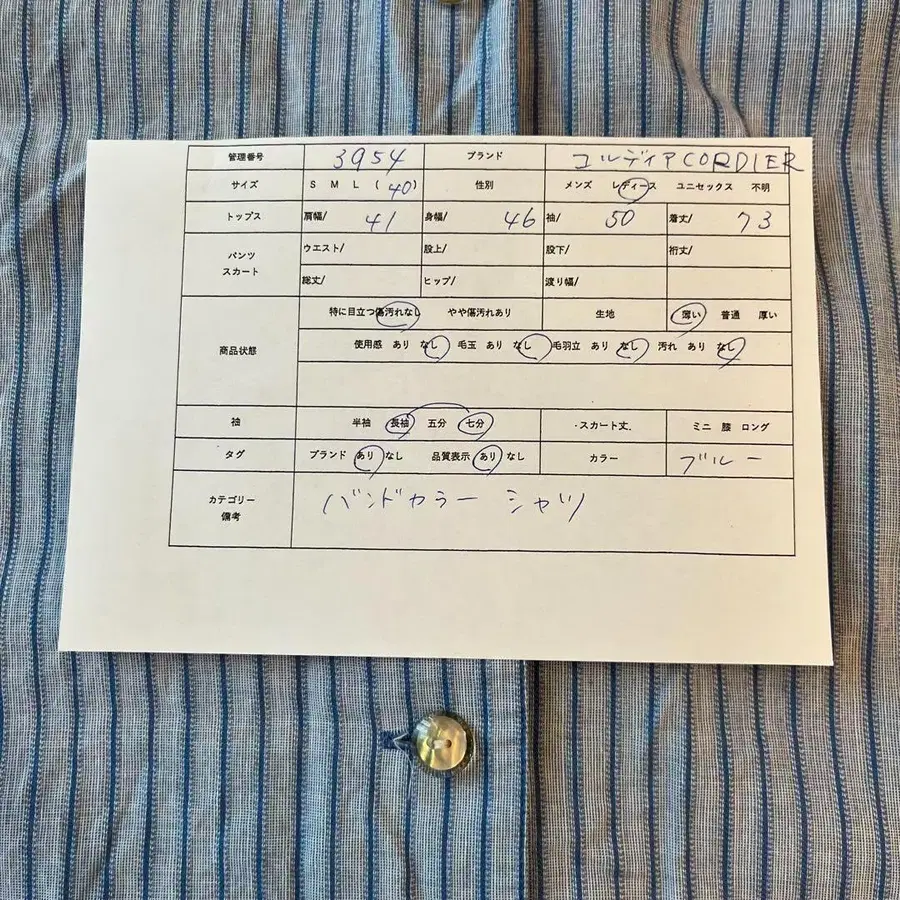 管理番号 3954 ブランド コルディア CORDIER
サイズ S M L (40) 性別 メンズ レディース ユニセックス 不明
トップス 肩幅/ 41 身幅/ 46 袖/ 50 着丈/ 73
パンツ スカート ウエスト/ 股上/ 股下/ 裄丈/
総丈/ ヒップ/ 渡り幅/
商品状態 特に目立つ傷汚れなし やや傷汚れあり 生地 薄い 普通 厚い
使用感 あり なし 毛玉 あり なし 毛羽立 あり なし 汚れ あり なし
袖 半袖 長袖 五分 七分 スカート丈. ミニ 膝 ロング
タグ ブランド あり なし 品質表示 あり なし カラー ブルー
カテゴリー 備考 バンドカラー シャツ